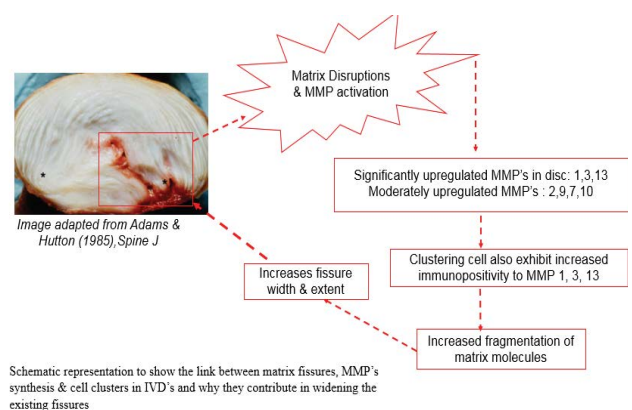 Matrix Disruptions
& MMP activation
Significantly upregulated MMP's in disc: 1,3,13
Moderately upregulated MMP's : 2,9,7,10
Image adapted from Adams &
Hutton (1985),Spine J
Clustering cell also exhibit increased
immunopositivity to MMP 1, 3, 13
Increases fissure
width & extent
Increased fragmentation of
matrix molecules
Schematic representation to show the link between matrix fissures, MMP's
synthesis & cell clusters in IVD's and why they contribute in widening the
existing fissures